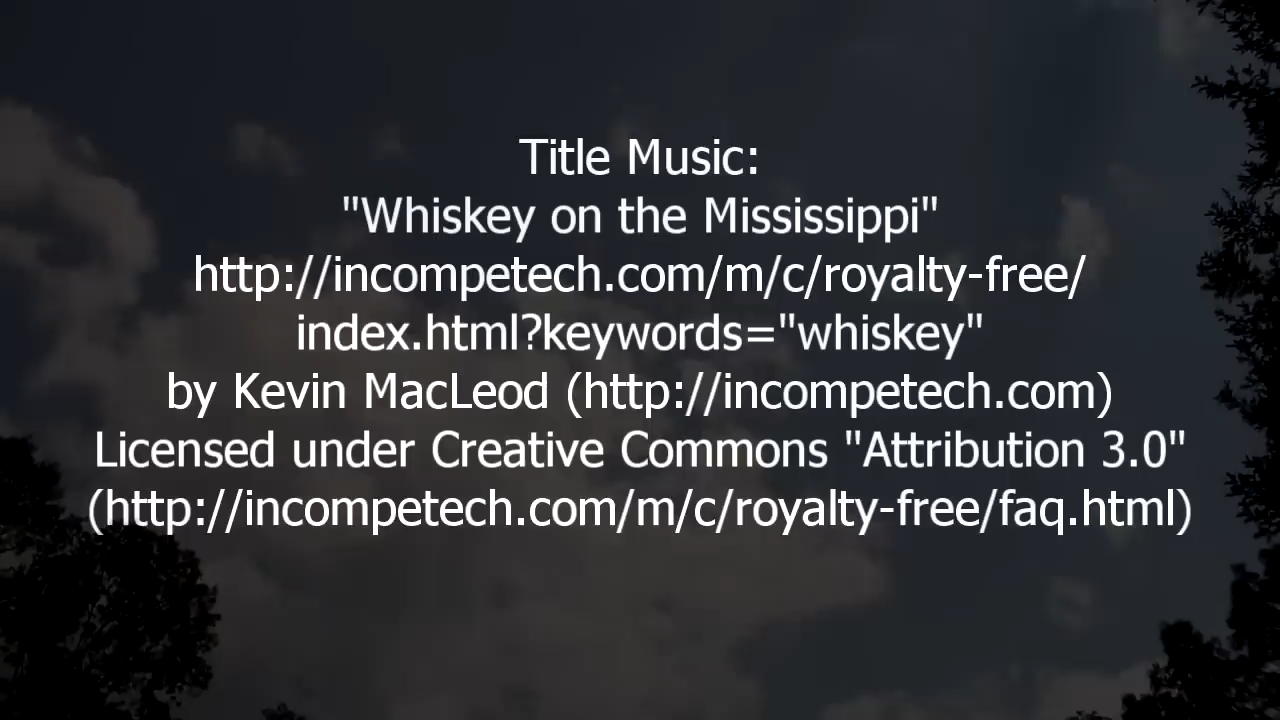 Title Music:
"Whiskey on the Mississippi"
http://incompetech.com/m/c/royalty-free/
index.html?keywords="whiskey"
by Kevin MacLeod (http://incompetech.com)
Licensed under Creative Commons "Attribution 3.0"
(http://incompetech.com/m/c/royalty-free/faq.html)